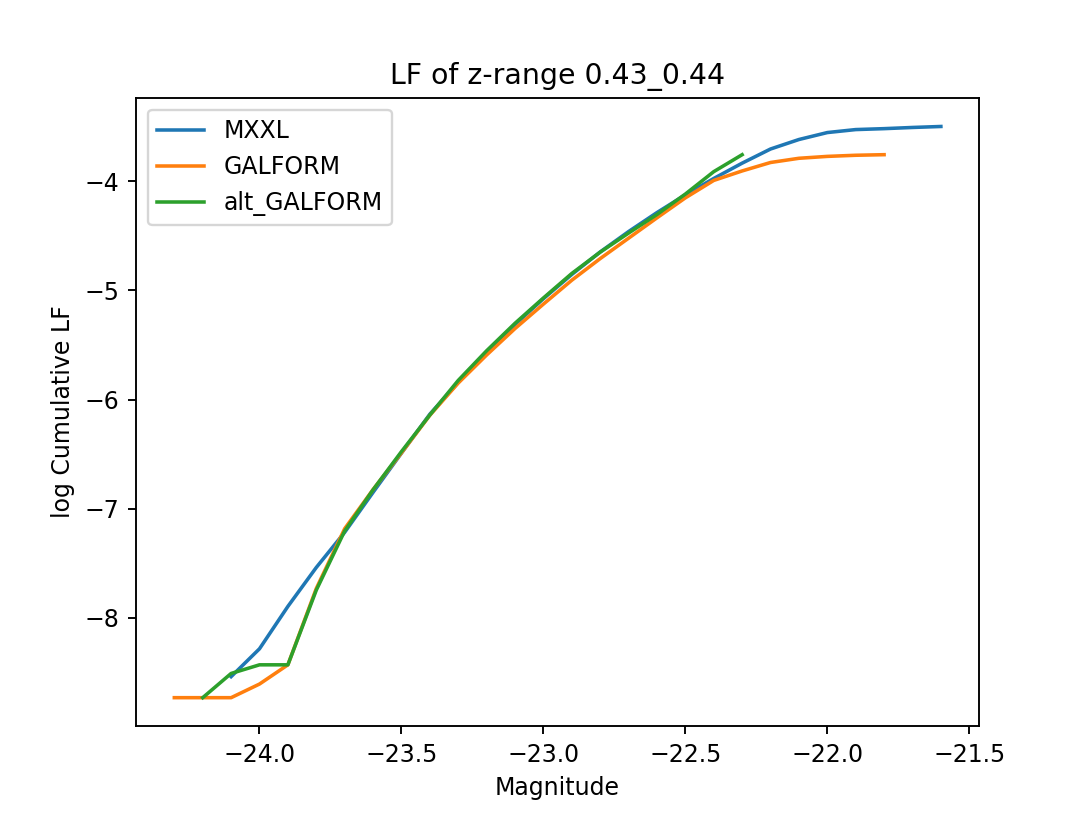 LF of z-range 0.43_0.44
MXXL
GALFORM
alt_GALFORM
log Cumulative LF
−4
−5
−6
−7
−8
−24.0
−23.5
−23.0
−22.5
−22.0
−21.5
Magnitude